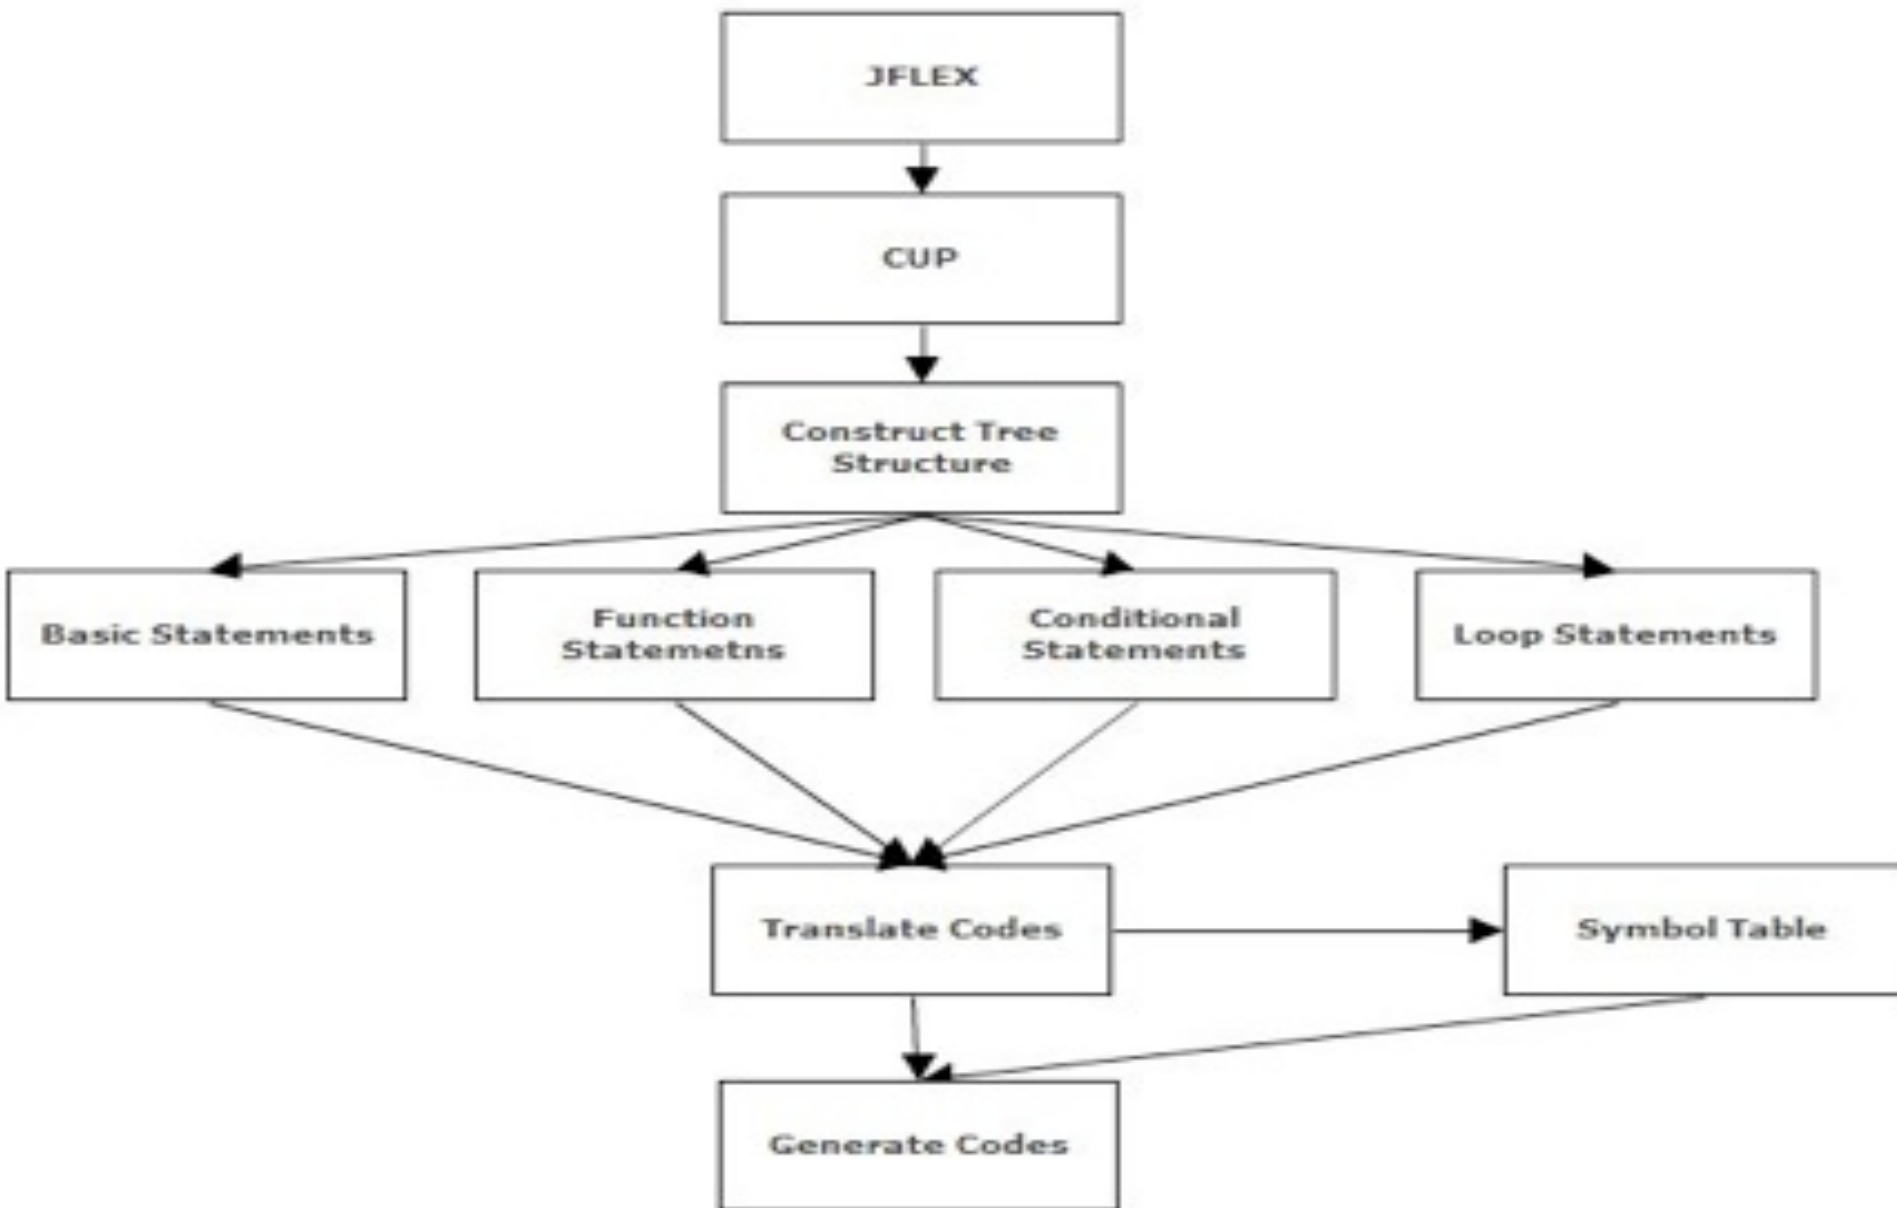 JFLEX
CUP
Construct Tree
Structure
Basic Statements
Function
Statemetns
Conditional
Statements
Loop Statements
Translate Codes
Symbol Table
Generate Codes